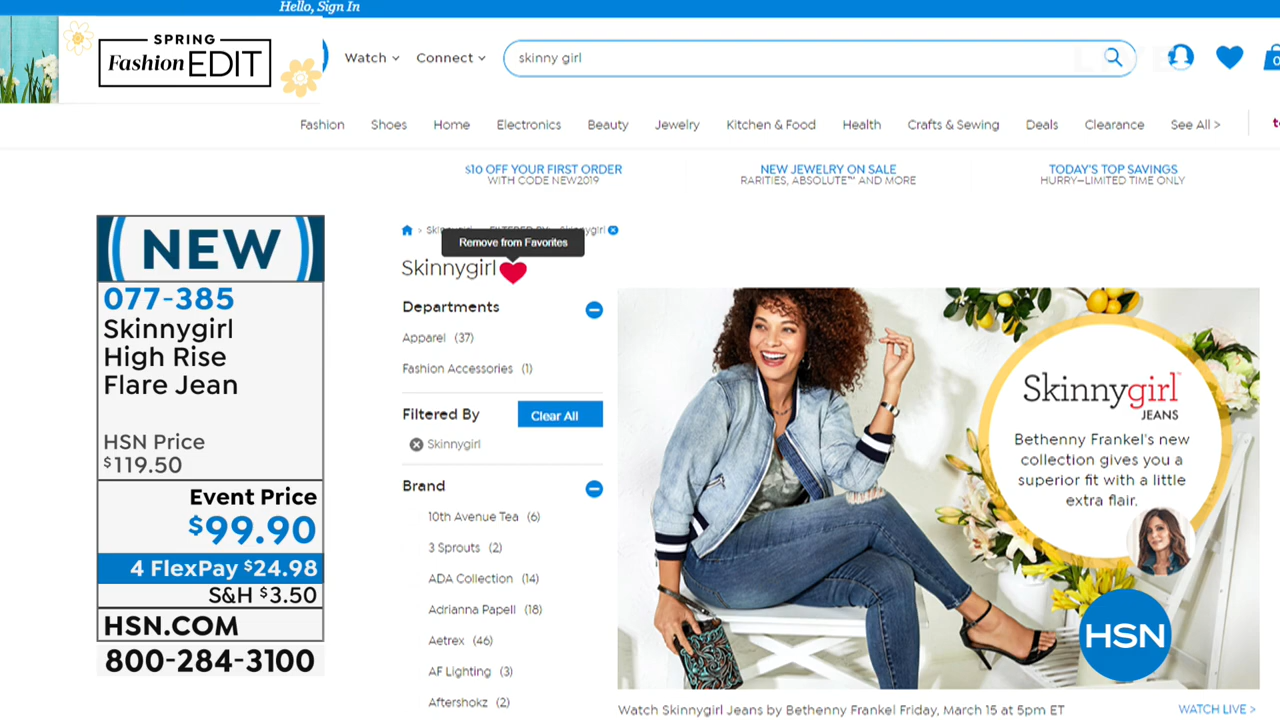 Hello, Sign In
SPRING
Fashion EDIT
Watch
Connect
skinny girl
0
Fashion
Shoes
Home
Electronics
Beauty
Jewelry
Kitchen & Food
Health
Crafts & Sewing
Deals
Clearance
See All >
$10 OFF YOUR FIRST ORDER
WITH CODE NEW2019
NEW JEWELRY ON SALE
RARITIES, ABSOLUTE™ AND MORE
TODAY'S TOP SAVINGS
HURRY—LIMITED TIME ONLY
NEW
077-385
Skinnygirl
High Rise
Flare Jean
HSN Price
$119.50
Event Price
$99.90
4 FlexPay $24.98
S&H $3.50
HSN.COM
800-284-3100
Remove from Favorites
Skinnygirl
Departments
Apparel (37)
Fashion Accessories (1)
Filtered By
Clear All
Skinnygirl
Brand
10th Avenue Tea (6)
3 Sprouts (2)
ADA Collection (14)
Adrianna Papell (18)
Aetrex (46)
AF Lighting (3)
Aftershokz (2)
Skinnygirl™
JEANS
Bethenny Frankel's new
collection gives you a
superior fit with a little
extra flair.
HSN
Watch Skinnygirl Jeans by Bethenny Frankel Friday, March 15 at 5pm ET
WATCH LIVE >